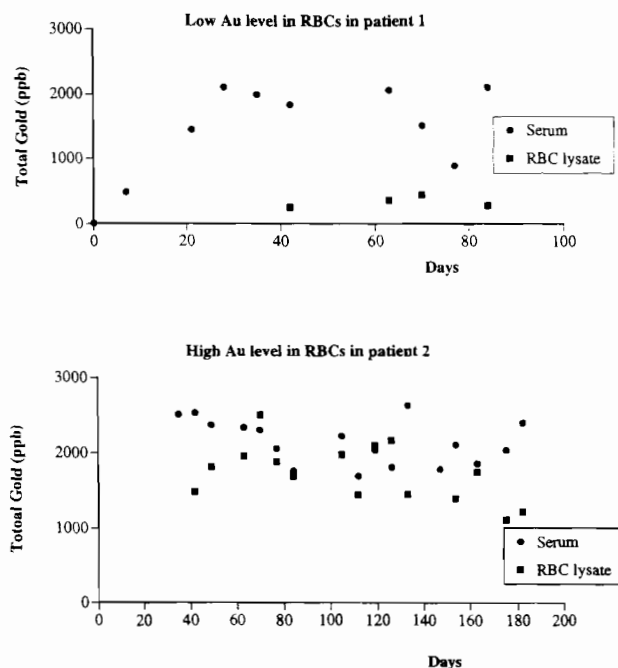 Low Au level in RBCs in patient 1
Total Gold (ppb)
3000
2000
1000
0
0 20 40 60 80 100
Days
Serum
RBC lysate
High Au level in RBCs in patient 2
Totoal Gold (ppb)
3000
2000
1000
0
0 20 40 60 80 100 120 140 160 180 200
Days
Serum
RBC lysate